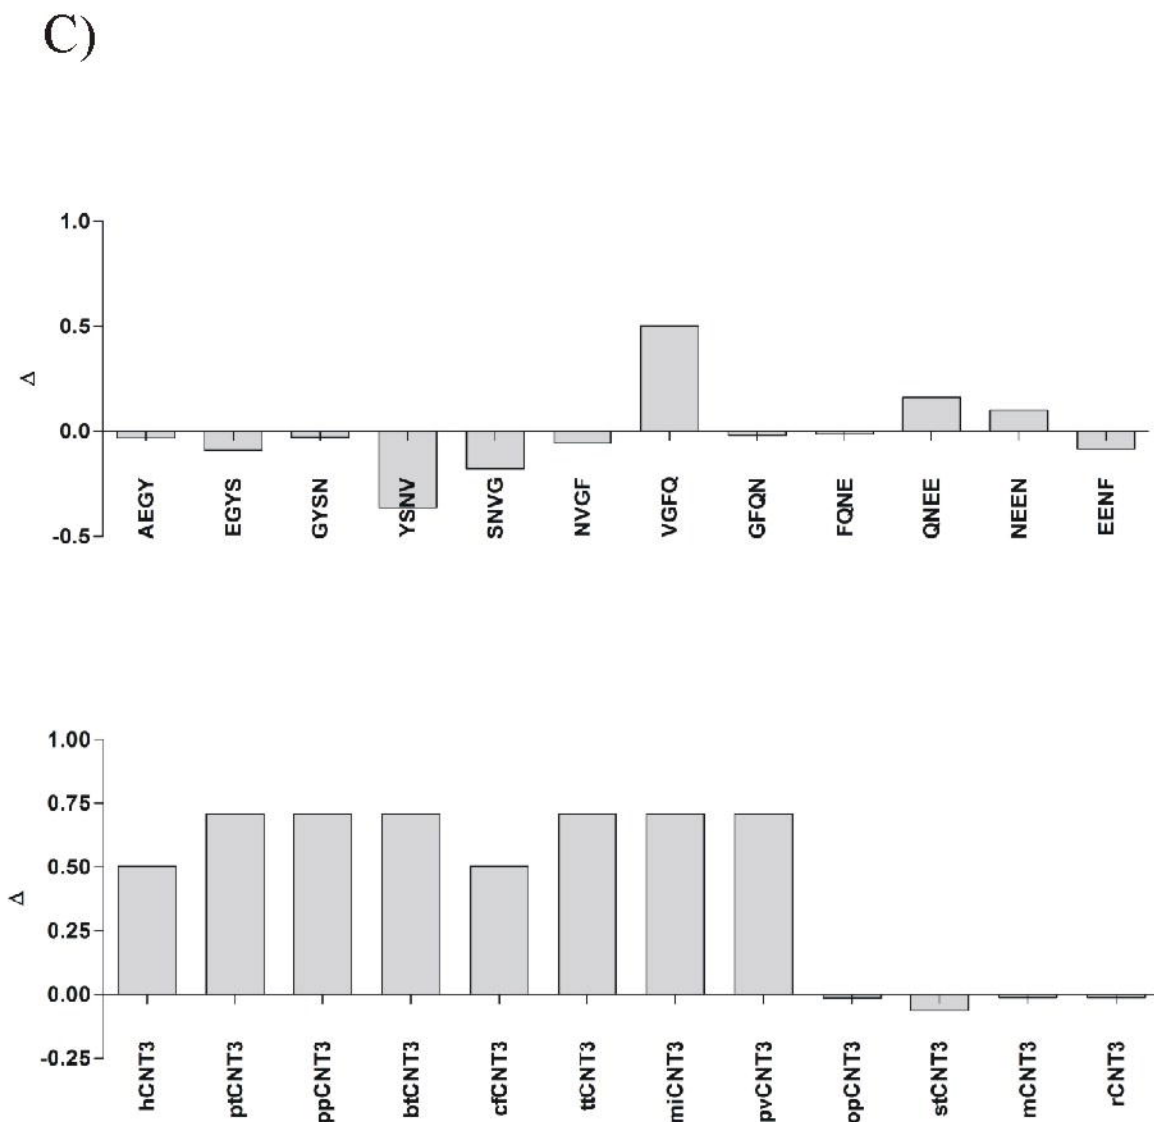 C)
1.0
0.5
0.0
-0.5
Δ
AEGY
EGYS
GYSN
YSNV
SNVG
NVGF
VGFQ
GFQN
FQNE
QNEE
NEEN
EENF
1.00
0.75
0.50
0.25
0.00
-0.25
Δ
hCNT3
ptCNT3
ppCNT3
btCNT3
cfCNT3
ttCNT3
miCNT3
pvCNT3
opCNT3
stCNT3
mCNT3
rCNT3